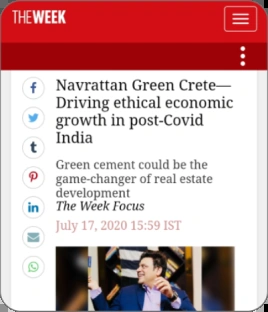 THE WEEK
Navrattan Green Crete—
Driving ethical economic
growth in post-Covid
India
Green cement could be the
game-changer of real estate
development
The Week Focus
July 17, 2020 15:59 IST